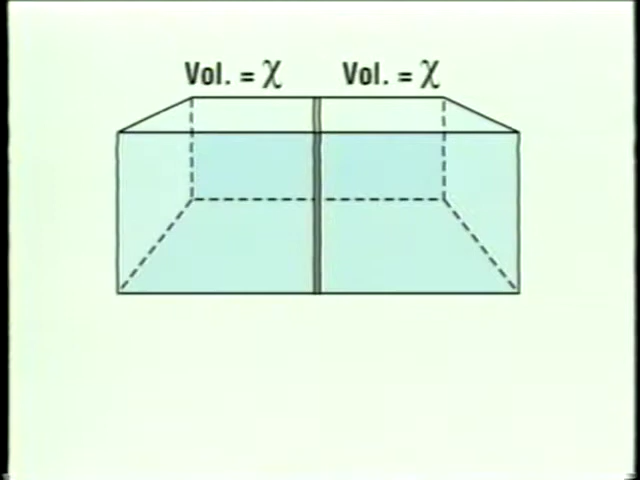 Vol. = χ Vol. = χ